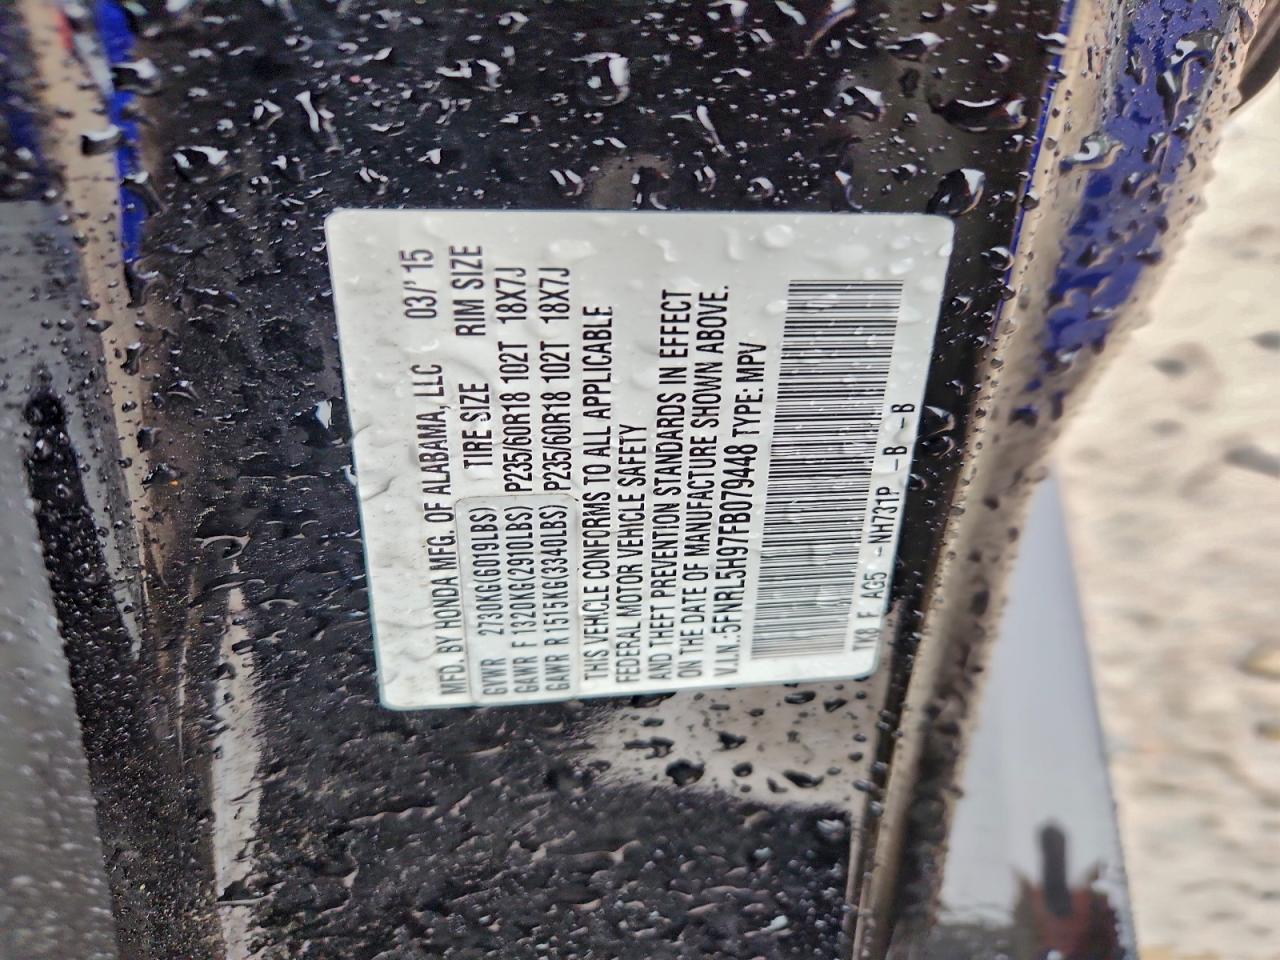 MFD. BY HONDA MFG. OF ALABAMA, LLC 03/' 15
TIRE SIZE RIM SIZE
GVWR 2730KG(6019LBS)
GAWR F 1320KG(2910LBS) P235/60R18 102T 18X7J
GAWR R 1515KG(3340LBS) P235/60R18 102T 18X7J
THIS VEHICLE CONFORMS TO ALL APPLICABLE
FEDERAL MOTOR VEHICLE SAFETY
AND THEFT PREVENTION STANDARDS IN EFFECT
ON THE DATE OF MANUFACTURE SHOWN ABOVE.
V.I.N.:5FNRL5H97FB079448 TYPE: MPV
TK8 F AG5 -NH731P -B -B